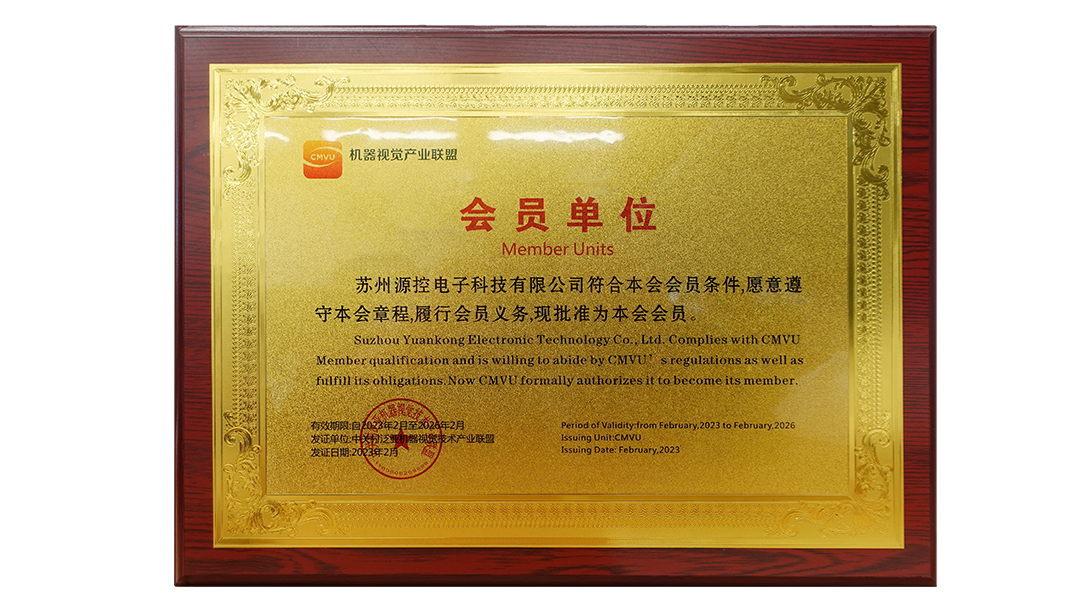 CMVU 机器视觉产业联盟
会员单位
Member Units
苏州源控电子科技有限公司符合本会会员条件,愿意遵
守本会章程,履行会员义务,现批准为本会会员。
Suzhou Yuankong Electronic Technology Co., Ltd. Complies with CMVU
Member qualification and is willing to abide by CMVU' s regulations as well as
fulfill its obligations. Now CMVU formally authorizes it to become its member.
有效期限:自2023年2月至2026年2月
发证单位:中关村泛亚机器视觉技术产业联盟
发证日期:2023年2月
Period of Validity:from February,2023 to February,2026
Issuing Unit:CMVU
Issuing Date: February,2023